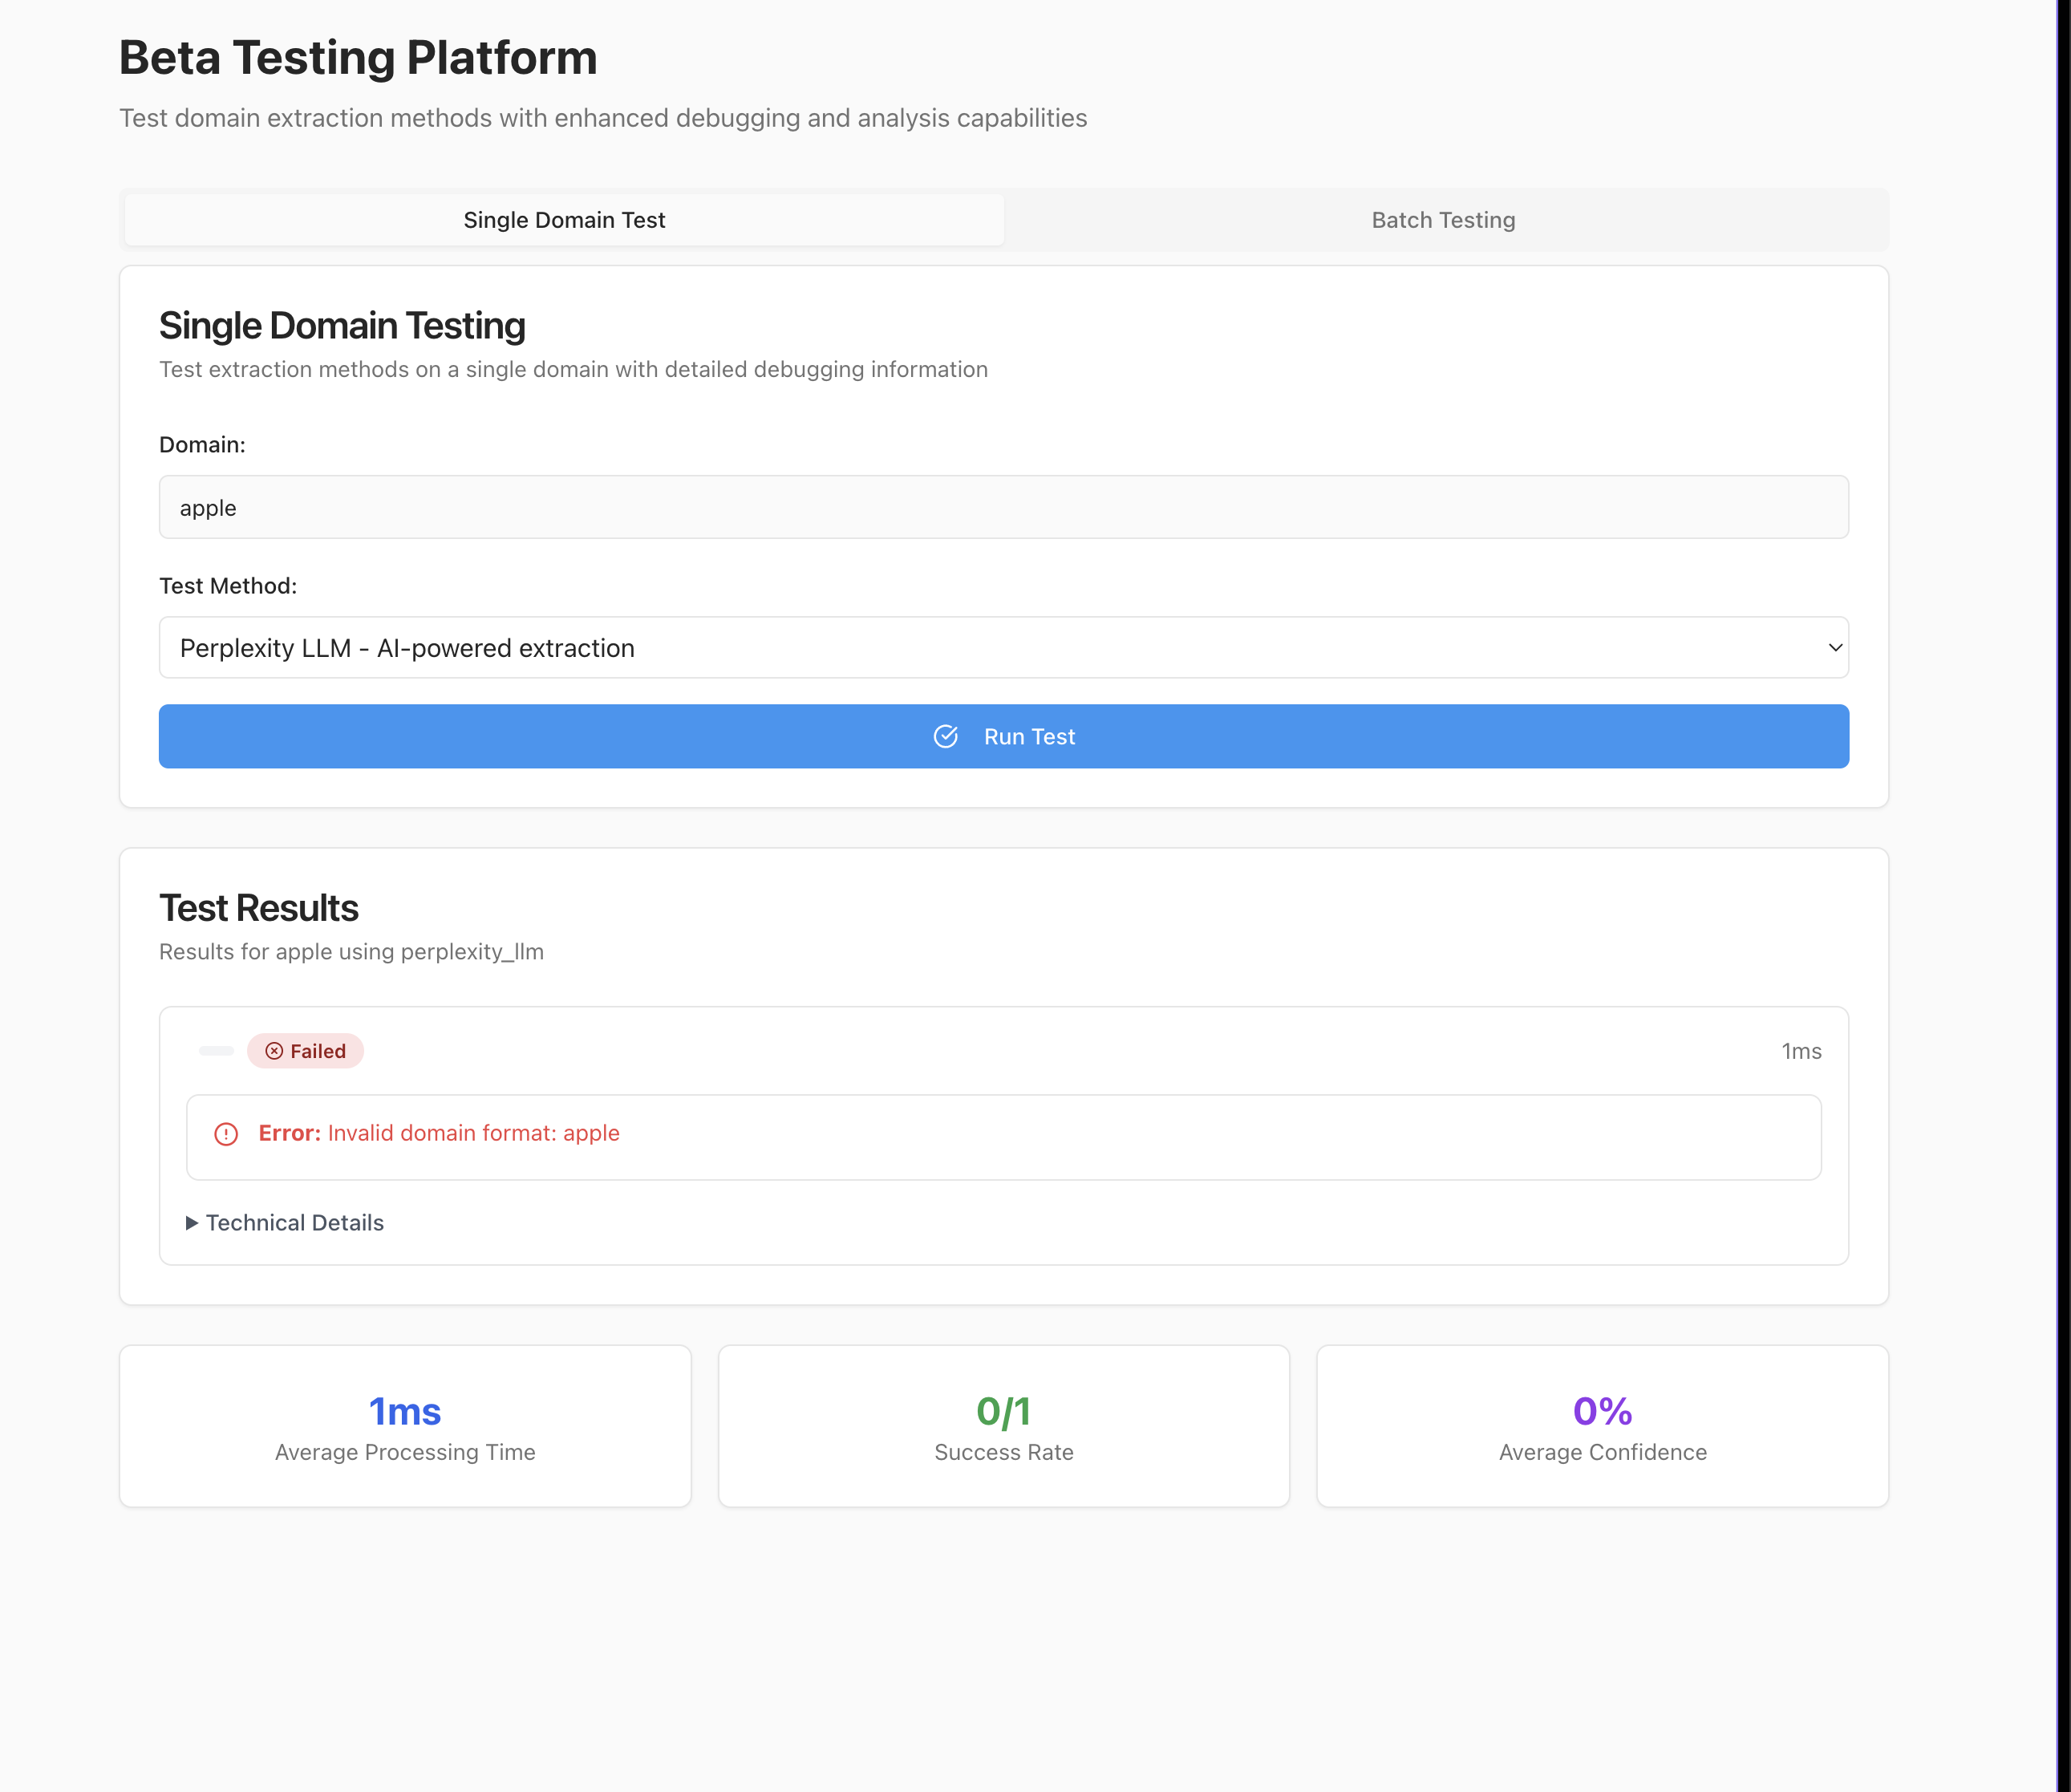 Beta Testing Platform
Test domain extraction methods with enhanced debugging and analysis capabilities
Single Domain Test
Batch Testing
Single Domain Testing
Test extraction methods on a single domain with detailed debugging information
Domain:
apple
Test Method:
Perplexity LLM - AI-powered extraction
Run Test
Test Results
Results for apple using perplexity_llm
Failed
1ms
Error: Invalid domain format: apple
Technical Details
1ms
Average Processing Time
0/1
Success Rate
0%
Average Confidence